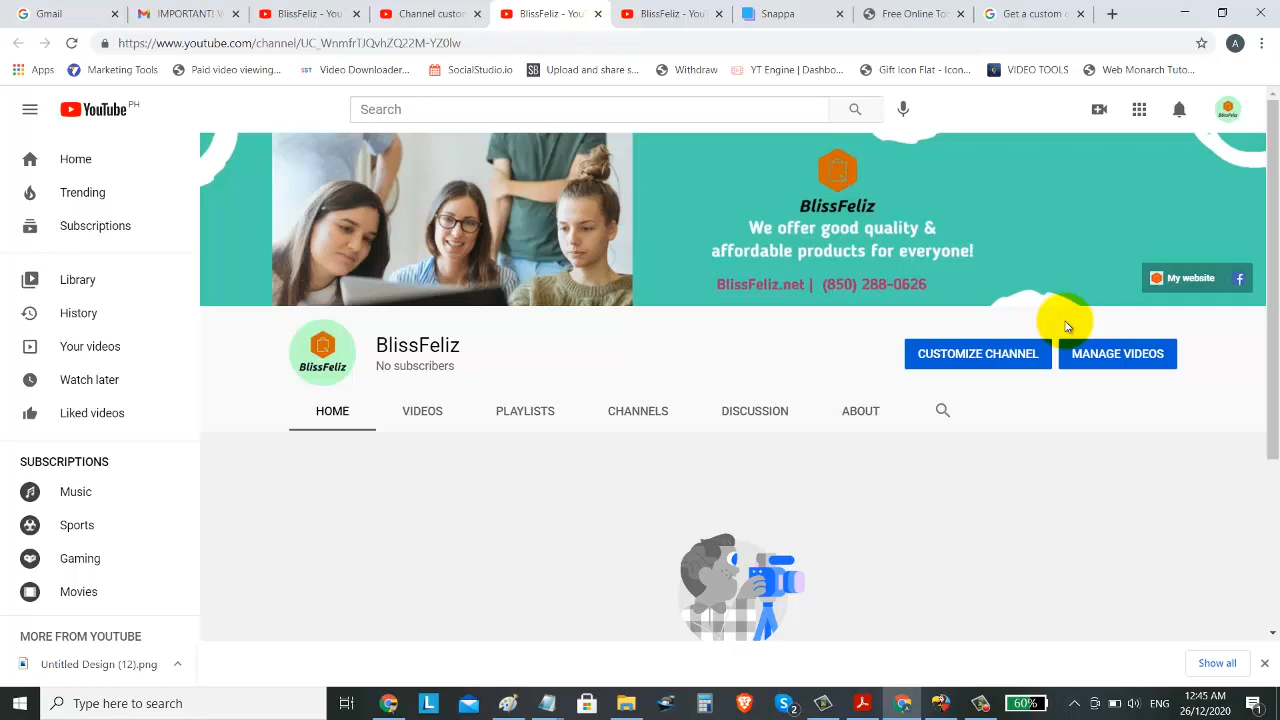 Google
IMPORTANT! V
BlissFeliz - You
Channel custom
BlissFeliz - You
BlissFeliz - You
Snappa
Free Online To
Get a custom
https://www.youtube.com/channel/UC_WnmfrTJQvhZQ22M-YZ0lw
A
Apps
Marketing Tools
Paid video viewing...
Video Downloader...
SocialStudio.io
Upload and share s...
Withdraw
YT Engine | Dashbo...
Gift Icon Flat - Icon...
VIDEO TOOLS
Web Monarch Tuto...
YouTube PH
Search
BlissFeliz
Home
Trending
Subscriptions
Library
History
Your videos
Watch later
Liked videos
SUBSCRIPTIONS
Music
Sports
Gaming
Movies
MORE FROM YOUTUBE
BlissFeliz
We offer good quality &
affordable products for everyone!
BlissFeliz.net | (850) 288-0626
My website
BlissFeliz
BlissFeliz
No subscribers
CUSTOMIZE CHANNEL
MANAGE VIDEOS
HOME VIDEOS PLAYLISTS CHANNELS DISCUSSION ABOUT
Untitled Design (12).png
Show all
Type here to search
60%
ENG
12:45 AM
26/12/2020